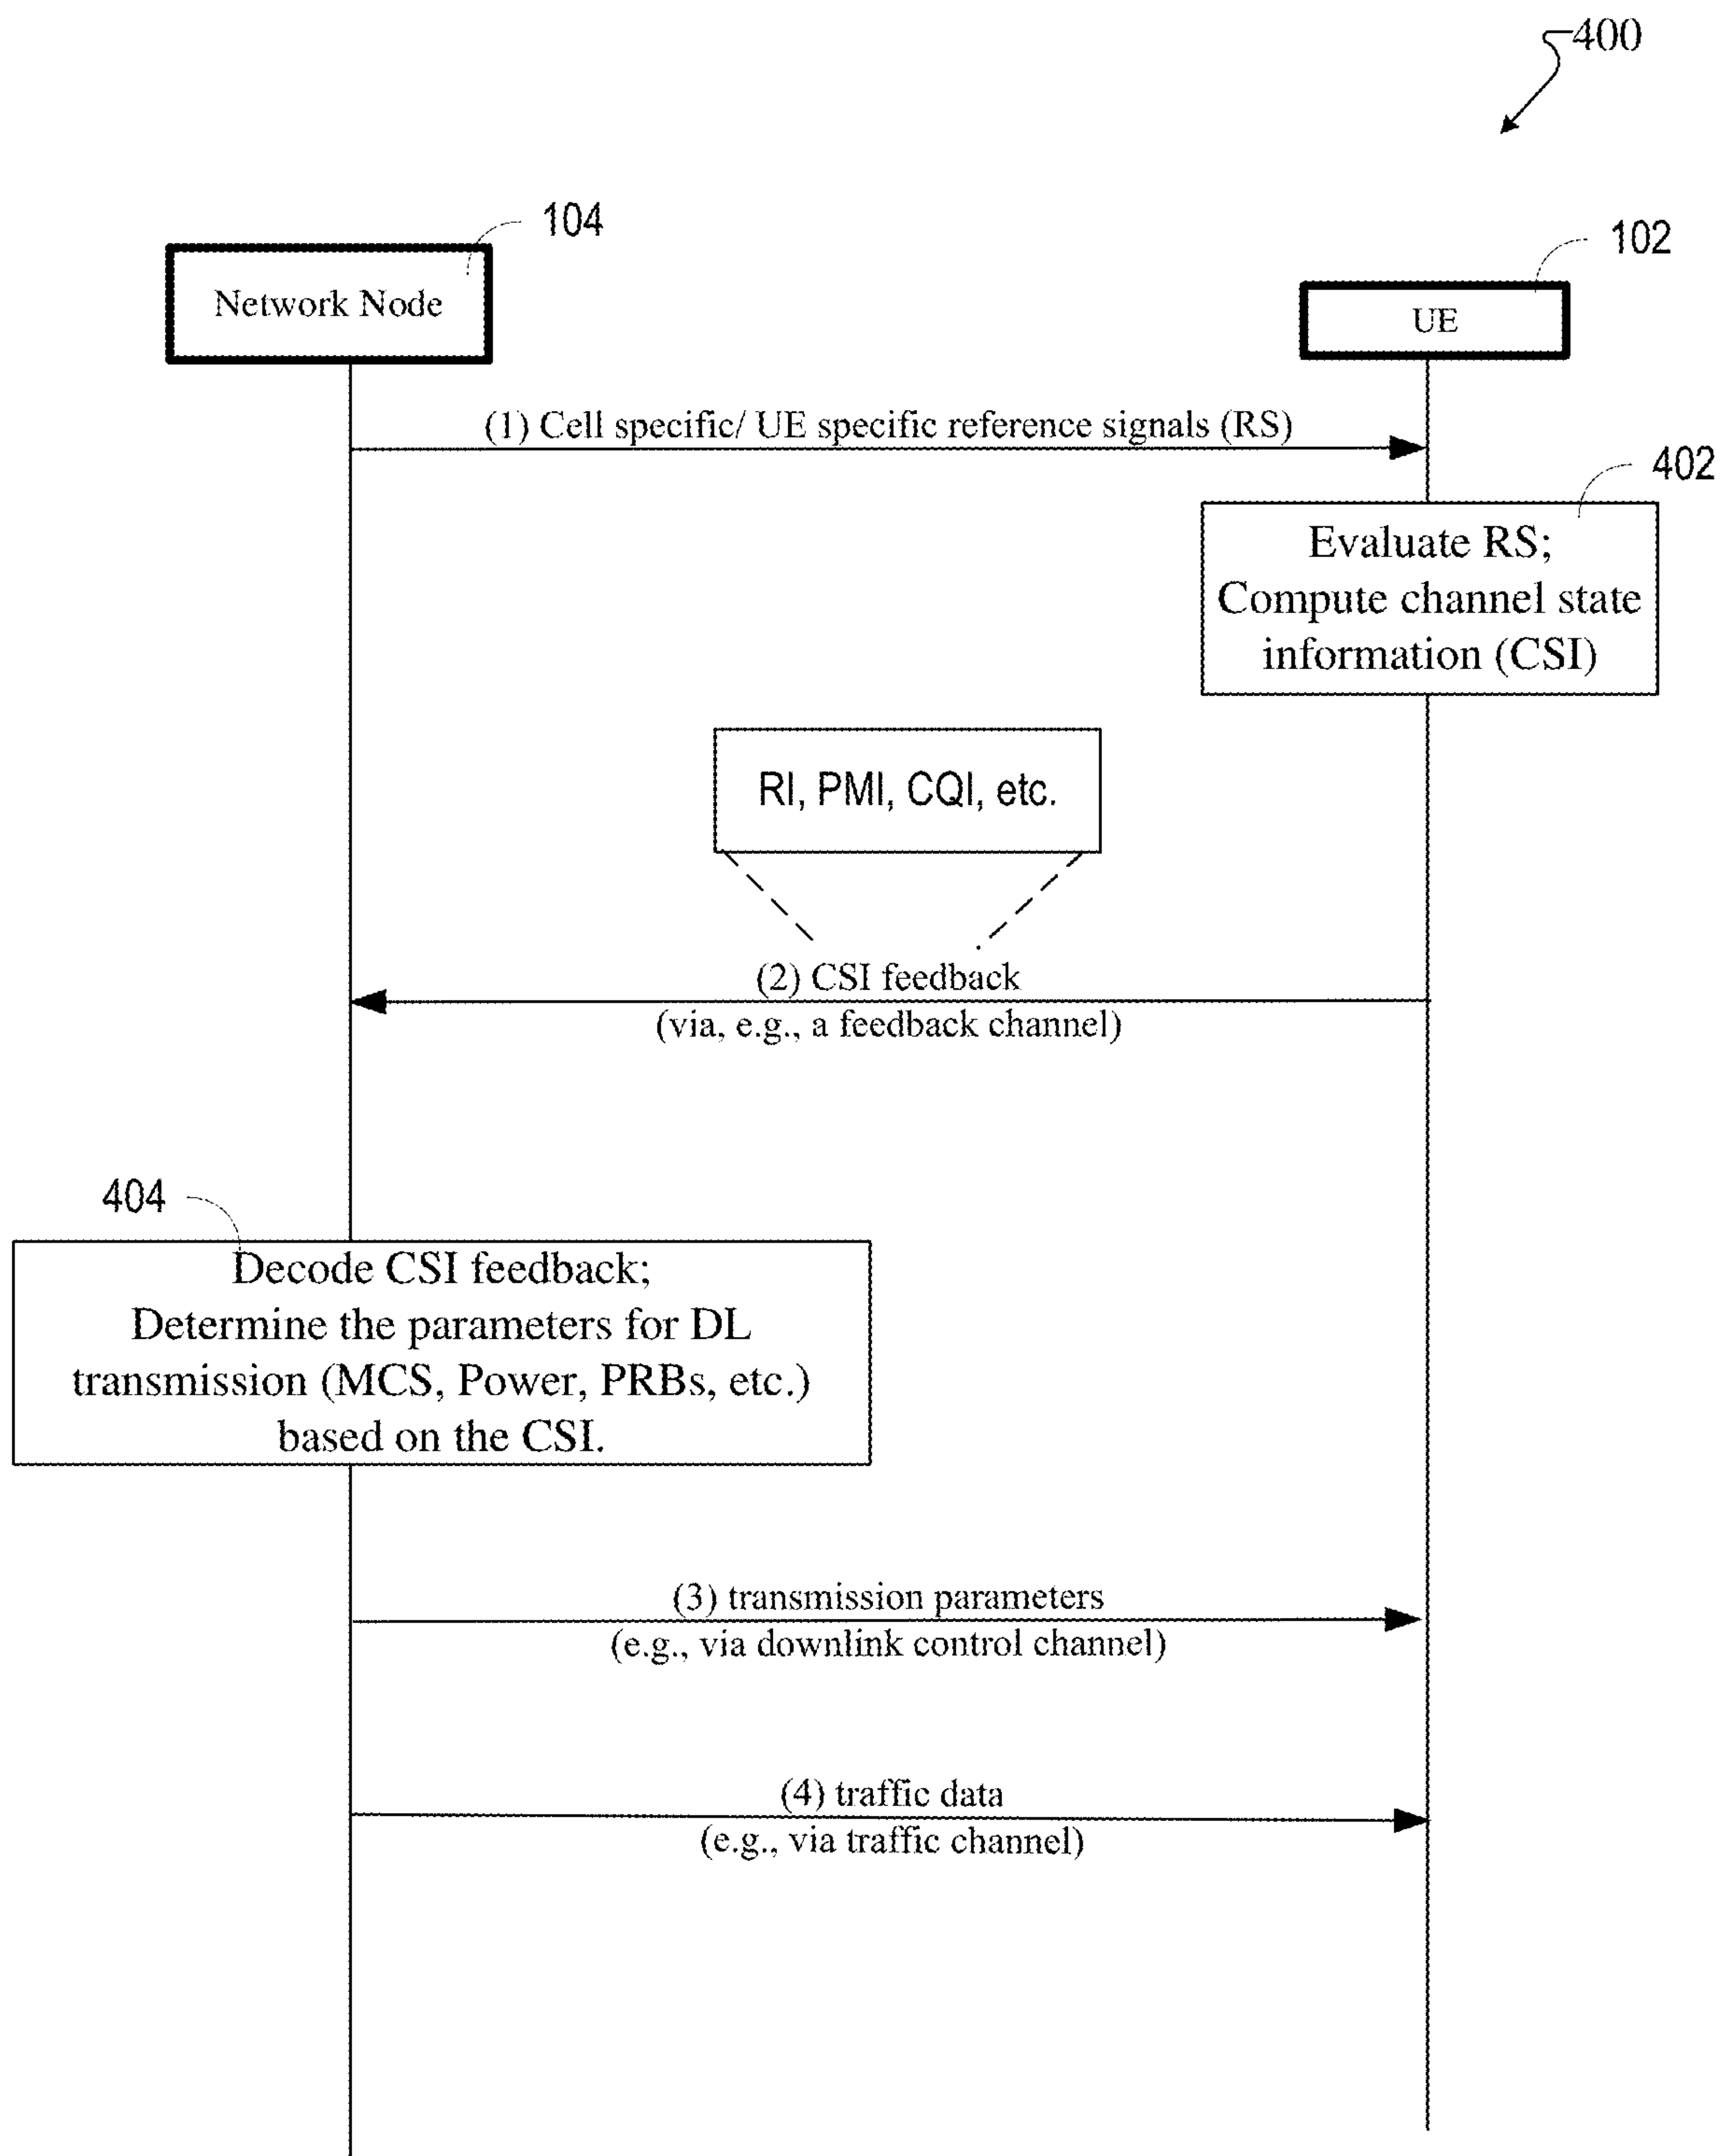 400
104
102
Network Node
UE
(1) Cell specific/ UE specific reference signals (RS)
402
Evaluate RS;
Compute channel state
information (CSI)
RI, PMI, CQI, etc.
(2) CSI feedback
(via, e.g., a feedback channel)
404
Decode CSI feedback;
Determine the parameters for DL
transmission (MCS, Power, PRBs, etc.)
based on the CSI.
(3) transmission parameters
(e.g., via downlink control channel)
(4) traffic data
(e.g., via traffic channel)